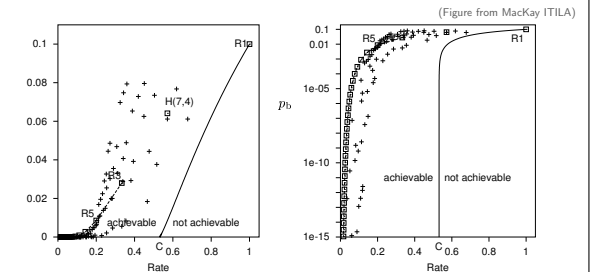 (Figure from MacKay ITILA)
0.1
R1
0.08
H(7,4)
0.06
0.04
R3
0.02
R5
achievable
not achievable
0
0
0.2
0.4
C
0.6
0.8
1
Rate
0.1
R5
R1
0.01
1e-05
pb
1e-10
achievable
not achievable
1e-15
0
0.2
0.4
C
0.6
0.8
1
Rate